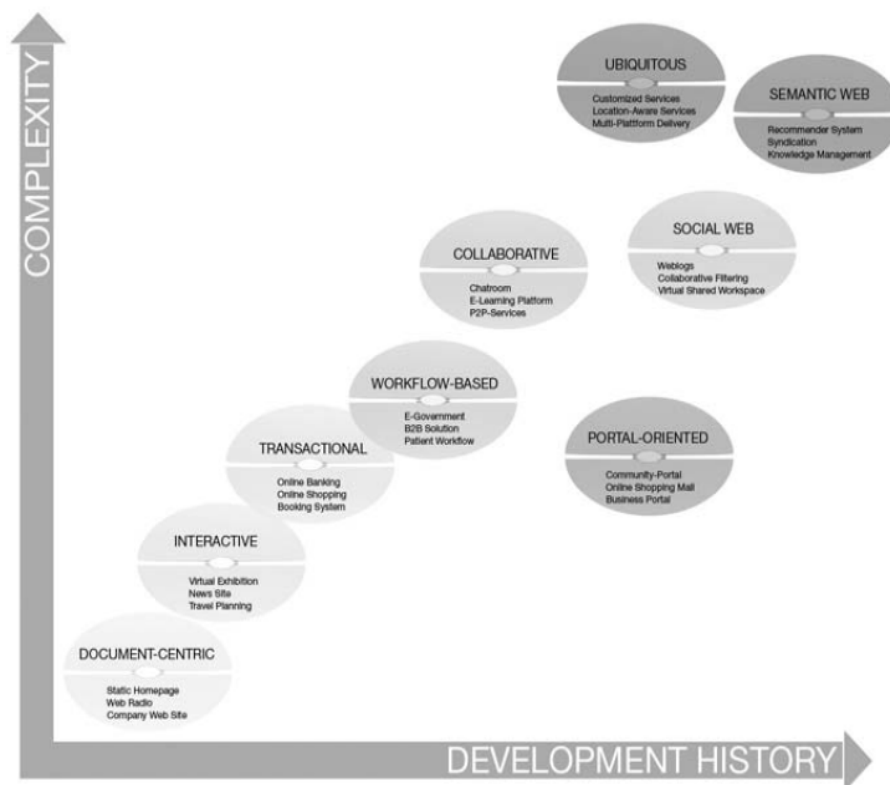 COMPLEXITY
UBIQUITOUS
Customized Services
Location-Aware Services
Multi-Plattform Delivery
SEMANTIC WEB
Recommender System
Syndication
Knowledge Management
COLLABORATIVE
Chatroom
E-Learning Platform
P2P-Services
SOCIAL WEB
Weblogs
Collaborative Filtering
Virtual Shared Workspace
WORKFLOW-BASED
E-Government
B2B Solution
Patient Workflow
PORTAL-ORIENTED
Community-Portal
Online Shopping Mall
Business Portal
TRANSACTIONAL
Online Banking
Online Shopping
Booking System
INTERACTIVE
Virtual Exhibition
News Site
Travel Planning
DOCUMENT-CENTRIC
Static Homepage
Web Radio
Company Web Site
DEVELOPMENT HISTORY